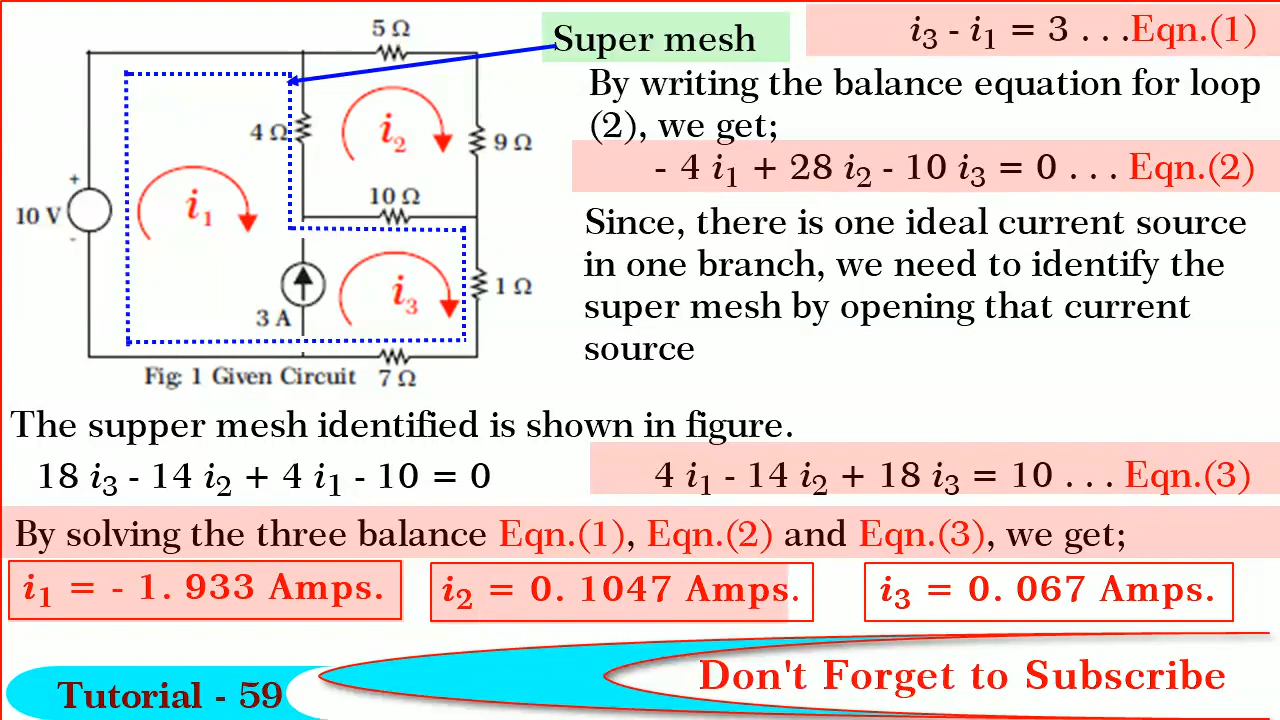 5 Ω
Super mesh
i₃ - i₁ = 3 . . .Eqn.(1)
By writing the balance equation for loop
(2), we get;
4 Ω
i₂
9 Ω
- 4 i₁ + 28 i₂ - 10 i₃ = 0 . . . Eqn.(2)
+
10 V
-
i₁
10 Ω
Since, there is one ideal current source
in one branch, we need to identify the
super mesh by opening that current
source
i₃
1 Ω
3 A
Fig: 1 Given Circuit
7 Ω
The supper mesh identified is shown in figure.
18 i₃ - 14 i₂ + 4 i₁ - 10 = 0
4 i₁ - 14 i₂ + 18 i₃ = 10 . . . Eqn.(3)
By solving the three balance Eqn.(1), Eqn.(2) and Eqn.(3), we get;
i₁ = - 1. 933 Amps.
i₂ = 0. 1047 Amps.
i₃ = 0. 067 Amps.
Tutorial - 59
Don't Forget to Subscribe